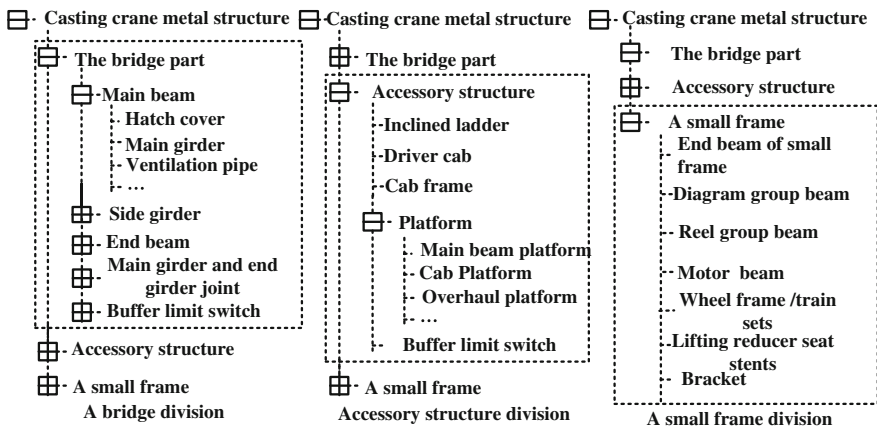 Casting crane metal structure
The bridge part
Main beam
Hatch cover
Main girder
Ventilation pipe
...
Side girder
End beam
Main girder and end
girder joint
Buffer limit switch
Accessory structure
A small frame
A bridge division
Casting crane metal structure
The bridge part
Accessory structure
Inclined ladder
Driver cab
Cab frame
Platform
Main beam platform
Cab Platform
Overhaul platform
...
Buffer limit switch
A small frame
Accessory structure division
Casting crane metal structure
The bridge part
Accessory structure
A small frame
End beam of small
frame
Diagram group beam
Reel group beam
Motor beam
Wheel frame /train
sets
Lifting reducer seat
stents
Bracket
A small frame division